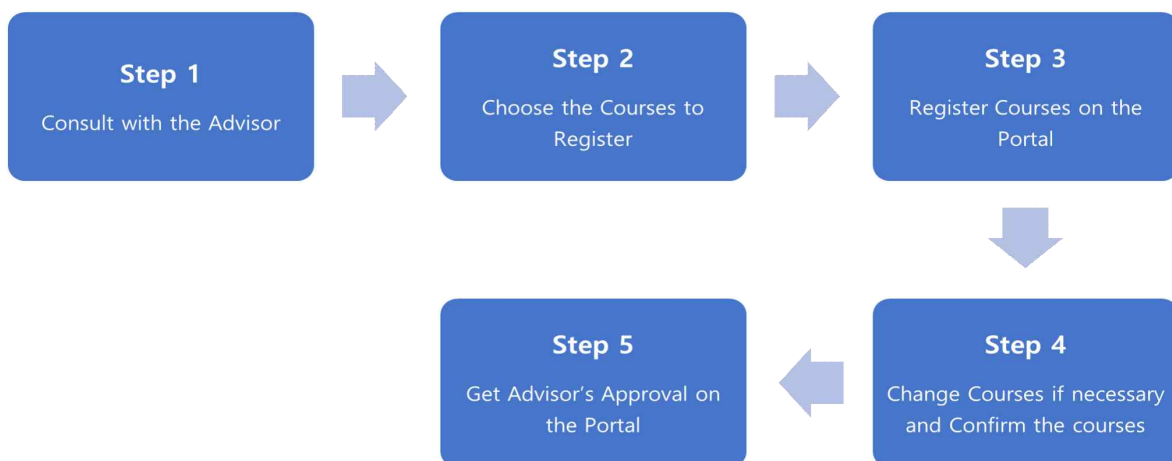 Step 1
Consult with the Advisor
Step 2
Choose the Courses to
Register
Step 3
Register Courses on the
Portal
Step 4
Change Courses if necessary
and Confirm the courses
Step 5
Get Advisor's Approval on
the Portal